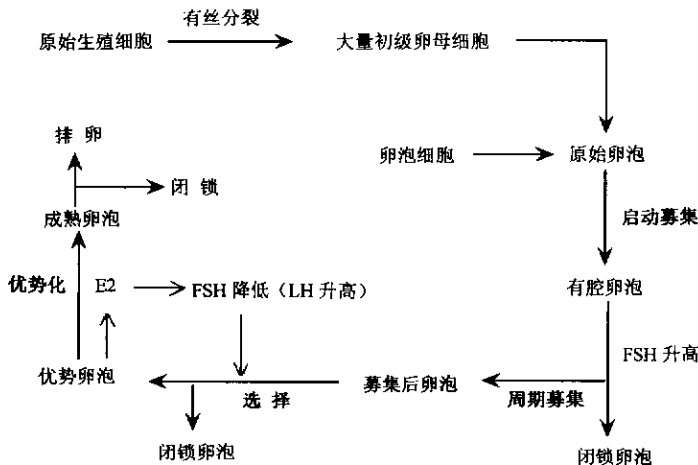 有丝分裂
原始生殖细胞
大量初级卵母细胞
排 卵
卵泡细胞
原始卵泡
闭 锁
成熟卵泡
启动募集
优势化
E2
FSH 降低（LH 升高）
有腔卵泡
FSH 升高
优势卵泡
选 择
募集后卵泡
周期募集
闭锁卵泡
闭锁卵泡